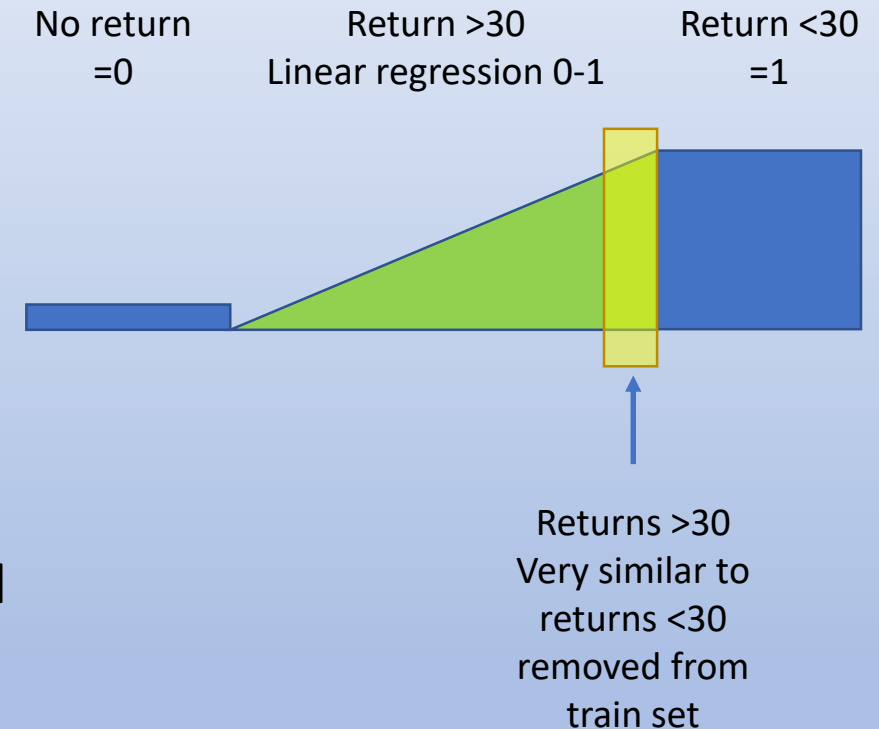 No return
=0
Return >30
Linear regression 0-1
Return <30
=1
Returns >30
Very similar to
returns <30
removed from
train set